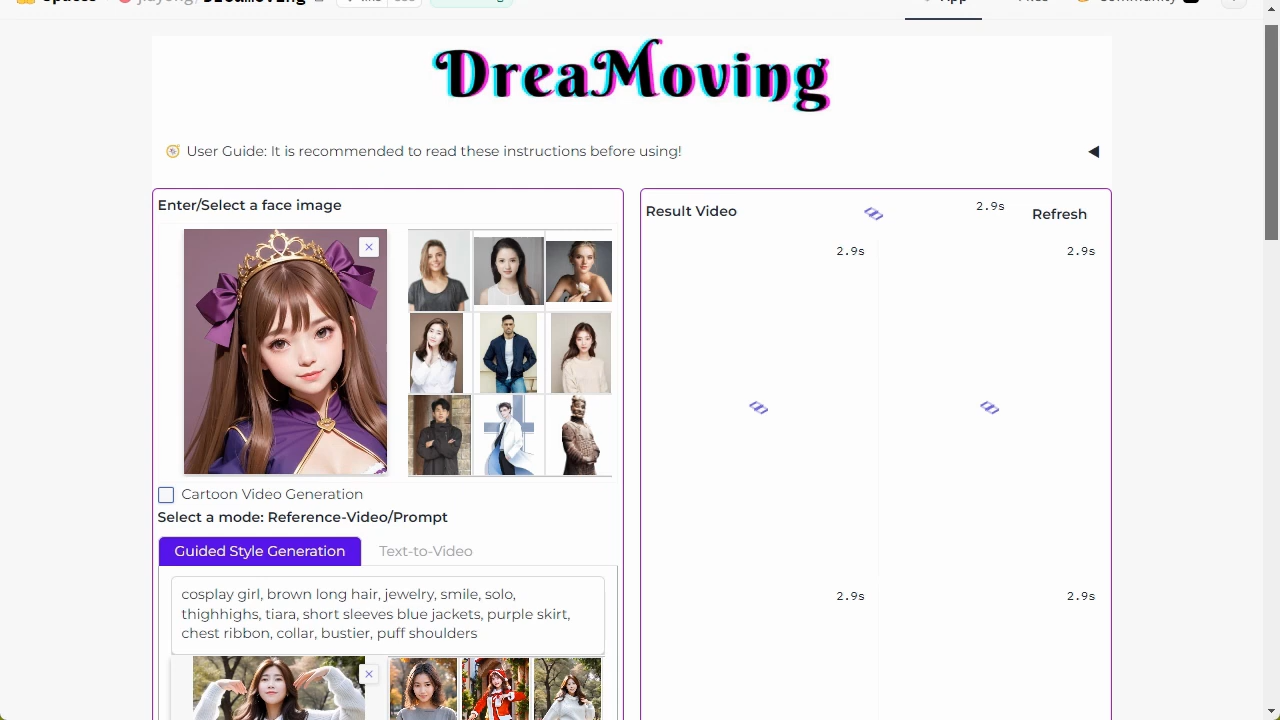 DreaMoving
User Guide: It is recommended to read these instructions before using!
Enter/Select a face image
Result Video
2.9s
Refresh
2.9s
2.9s
Cartoon Video Generation
Select a mode: Reference-Video/Prompt
Guided Style Generation
Text-to-Video
cosplay girl, brown long hair, jewelry, smile, solo,
thighhighs, tiara, short sleeves blue jackets, purple skirt,
chest ribbon, collar, bustier, puff shoulders
2.9s
2.9s